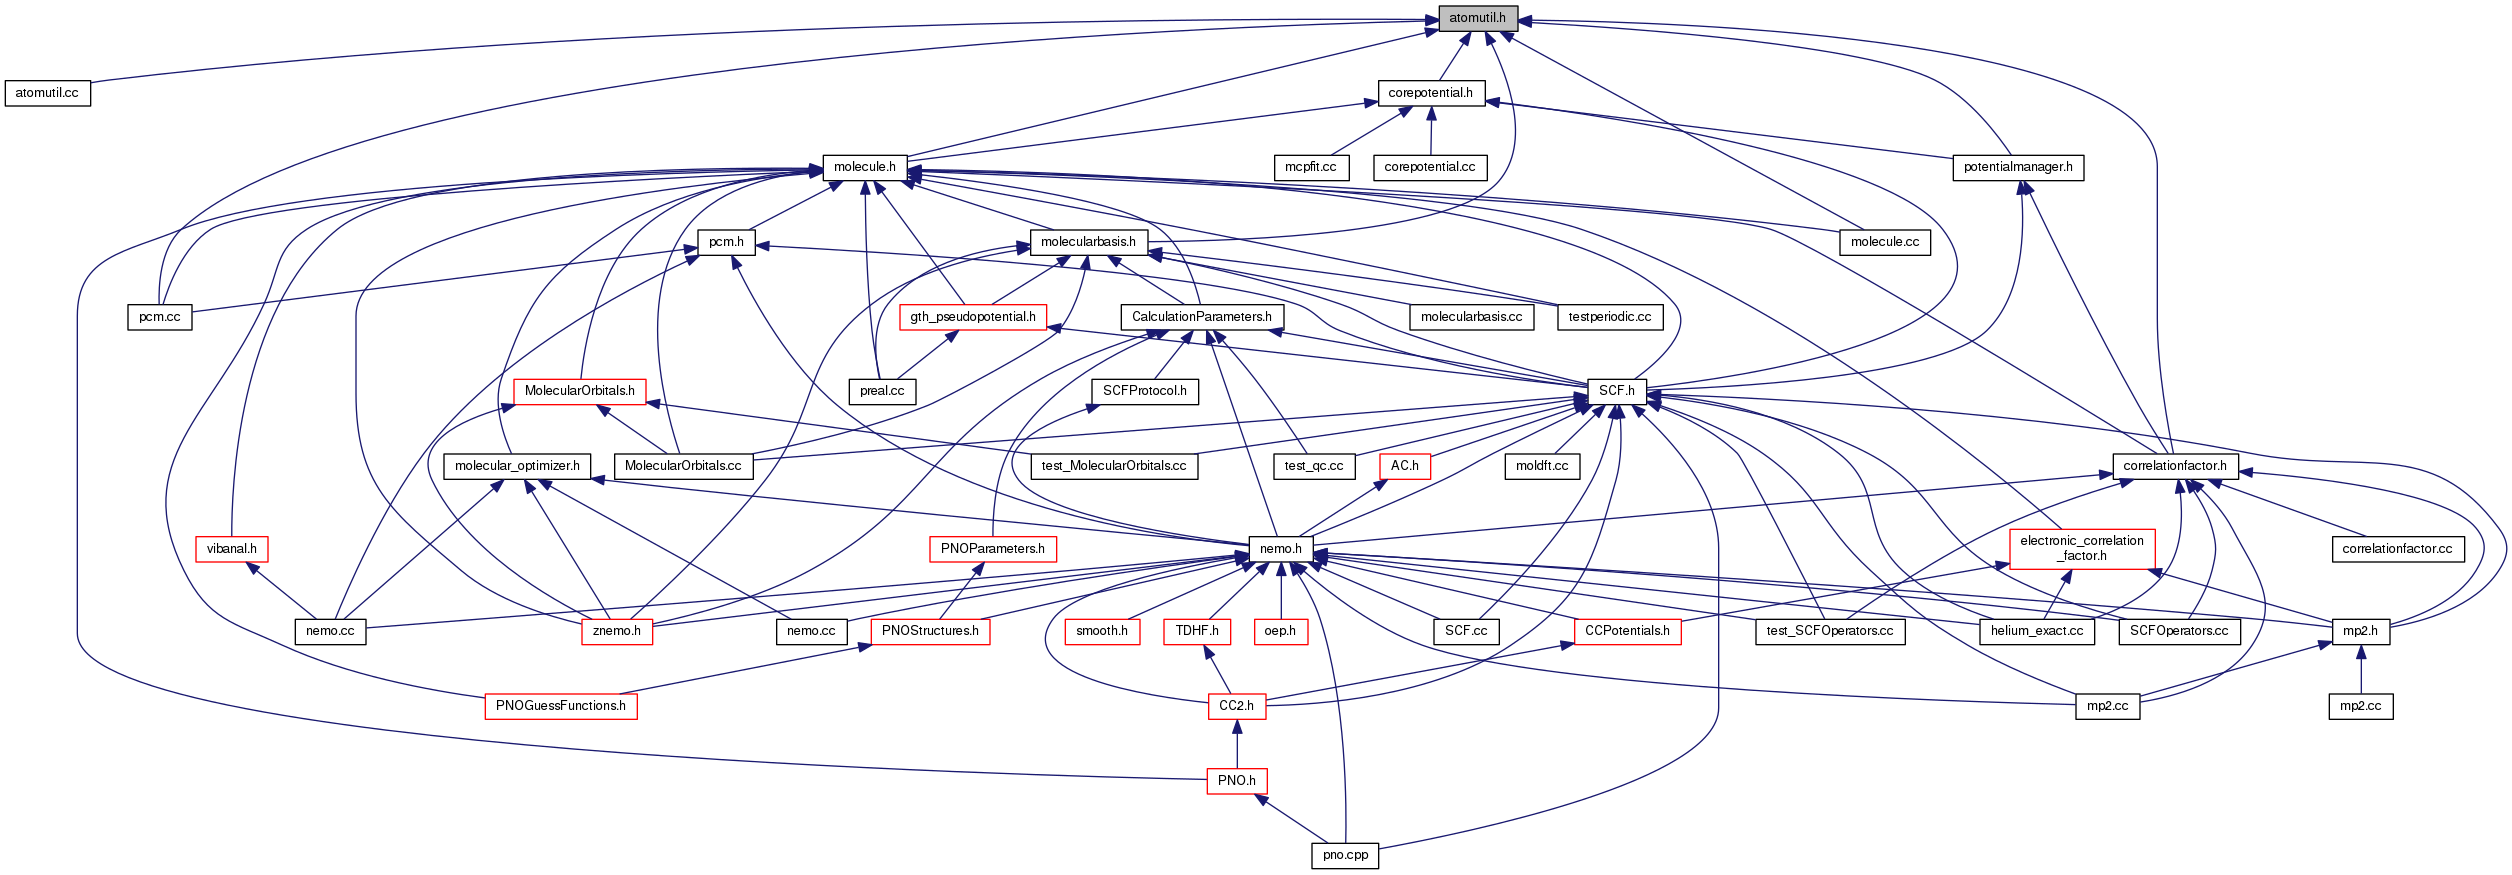 atomutil.h
atomutil.cc
corepotential.h
molecule.h
mcpfit.cc
corepotential.cc
potentialmanager.h
pcm.h
molecularbasis.h
molecule.cc
pcm.cc
gth_pseudopotential.h
CalculationParameters.h
molecularbasis.cc
testperiodic.cc
MolecularOrbitals.h
preal.cc
SCFProtocol.h
SCF.h
molecular_optimizer.h
MolecularOrbitals.cc
test_MolecularOrbitals.cc
test_qc.cc
AC.h
moldft.cc
correlationfactor.h
vibanal.h
PNOParameters.h
nemo.h
electronic_correlation
_factor.h
correlationfactor.cc
nemo.cc
znemo.h
nemo.cc
PNOStructures.h
smooth.h
TDHF.h
oep.h
SCF.cc
CCPotentials.h
test_SCFOperators.cc
helium_exact.cc
SCFOperators.cc
mp2.h
PNOGuessFunctions.h
CC2.h
mp2.cc
mp2.cc
PNO.h
pno.cpp